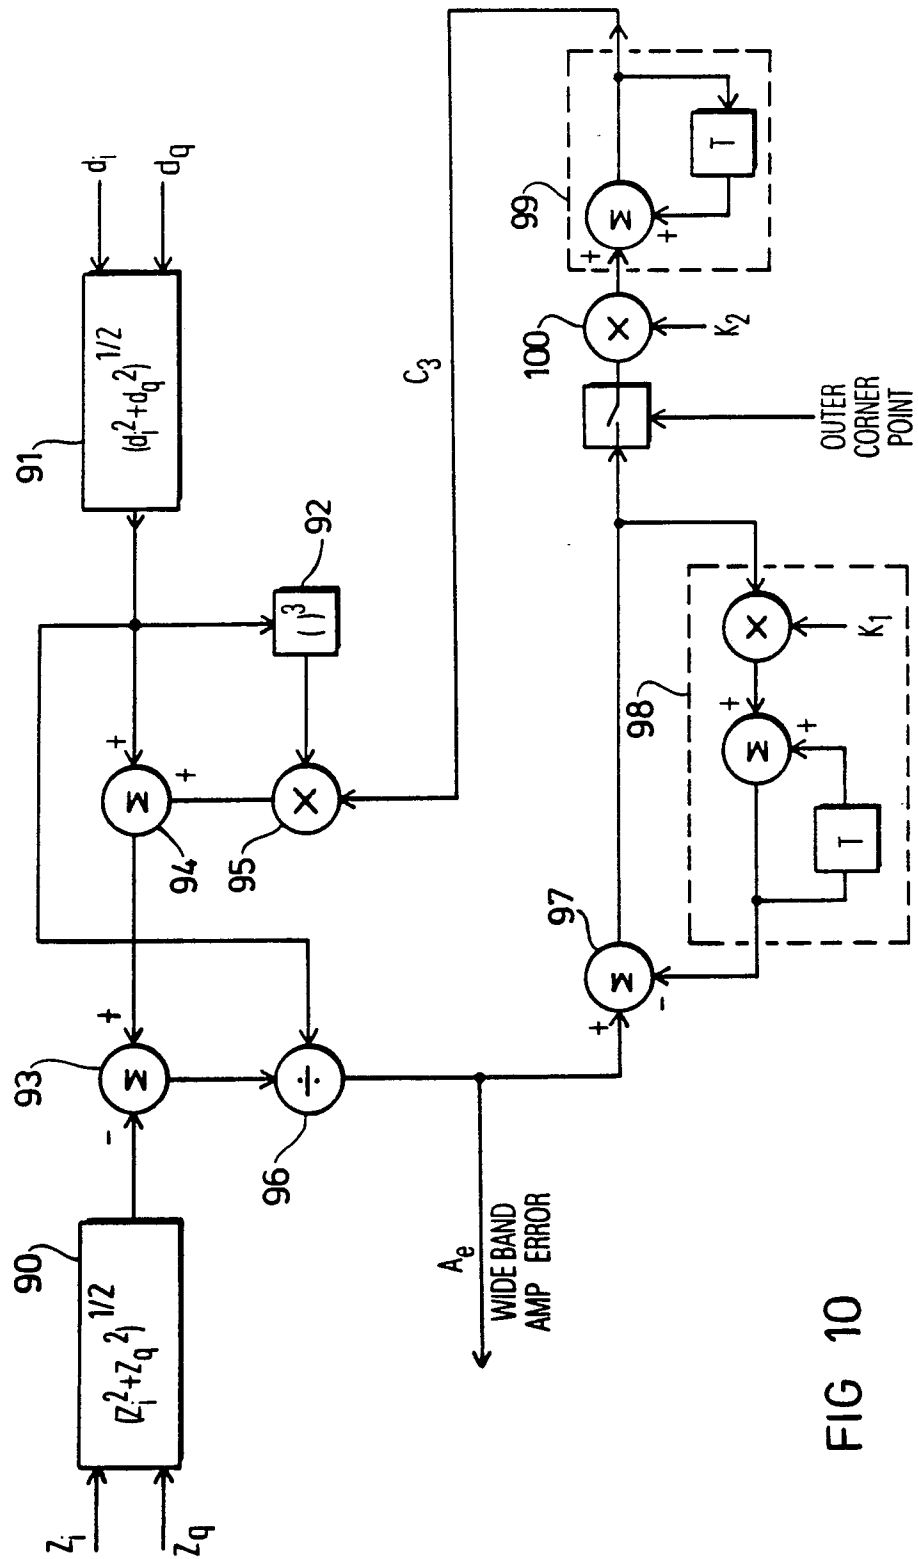 Z_i
Z_q
90
(Z_i^2+Z_q^2)^1/2
-
93
Σ
+
94
Σ
+
+
91
(d_i^2+d_q^2)^1/2
d_i
d_q
96
÷
95
X
92
( )^3
C_3
A_e
WIDE BAND
AMP ERROR
97
Σ
+
-
100
X
K_2
99
Σ
+
+
T
OUTER
CORNER
POINT
98
T
Σ
+
+
X
K_1
FIG 10